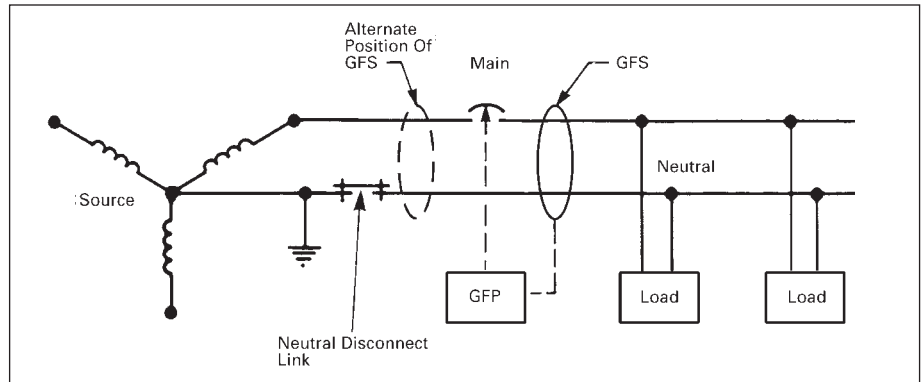 Alternate
Position Of
GFS
Main
GFS
Neutral
Source
GFP
Load
Load
Neutral Disconnect
Link